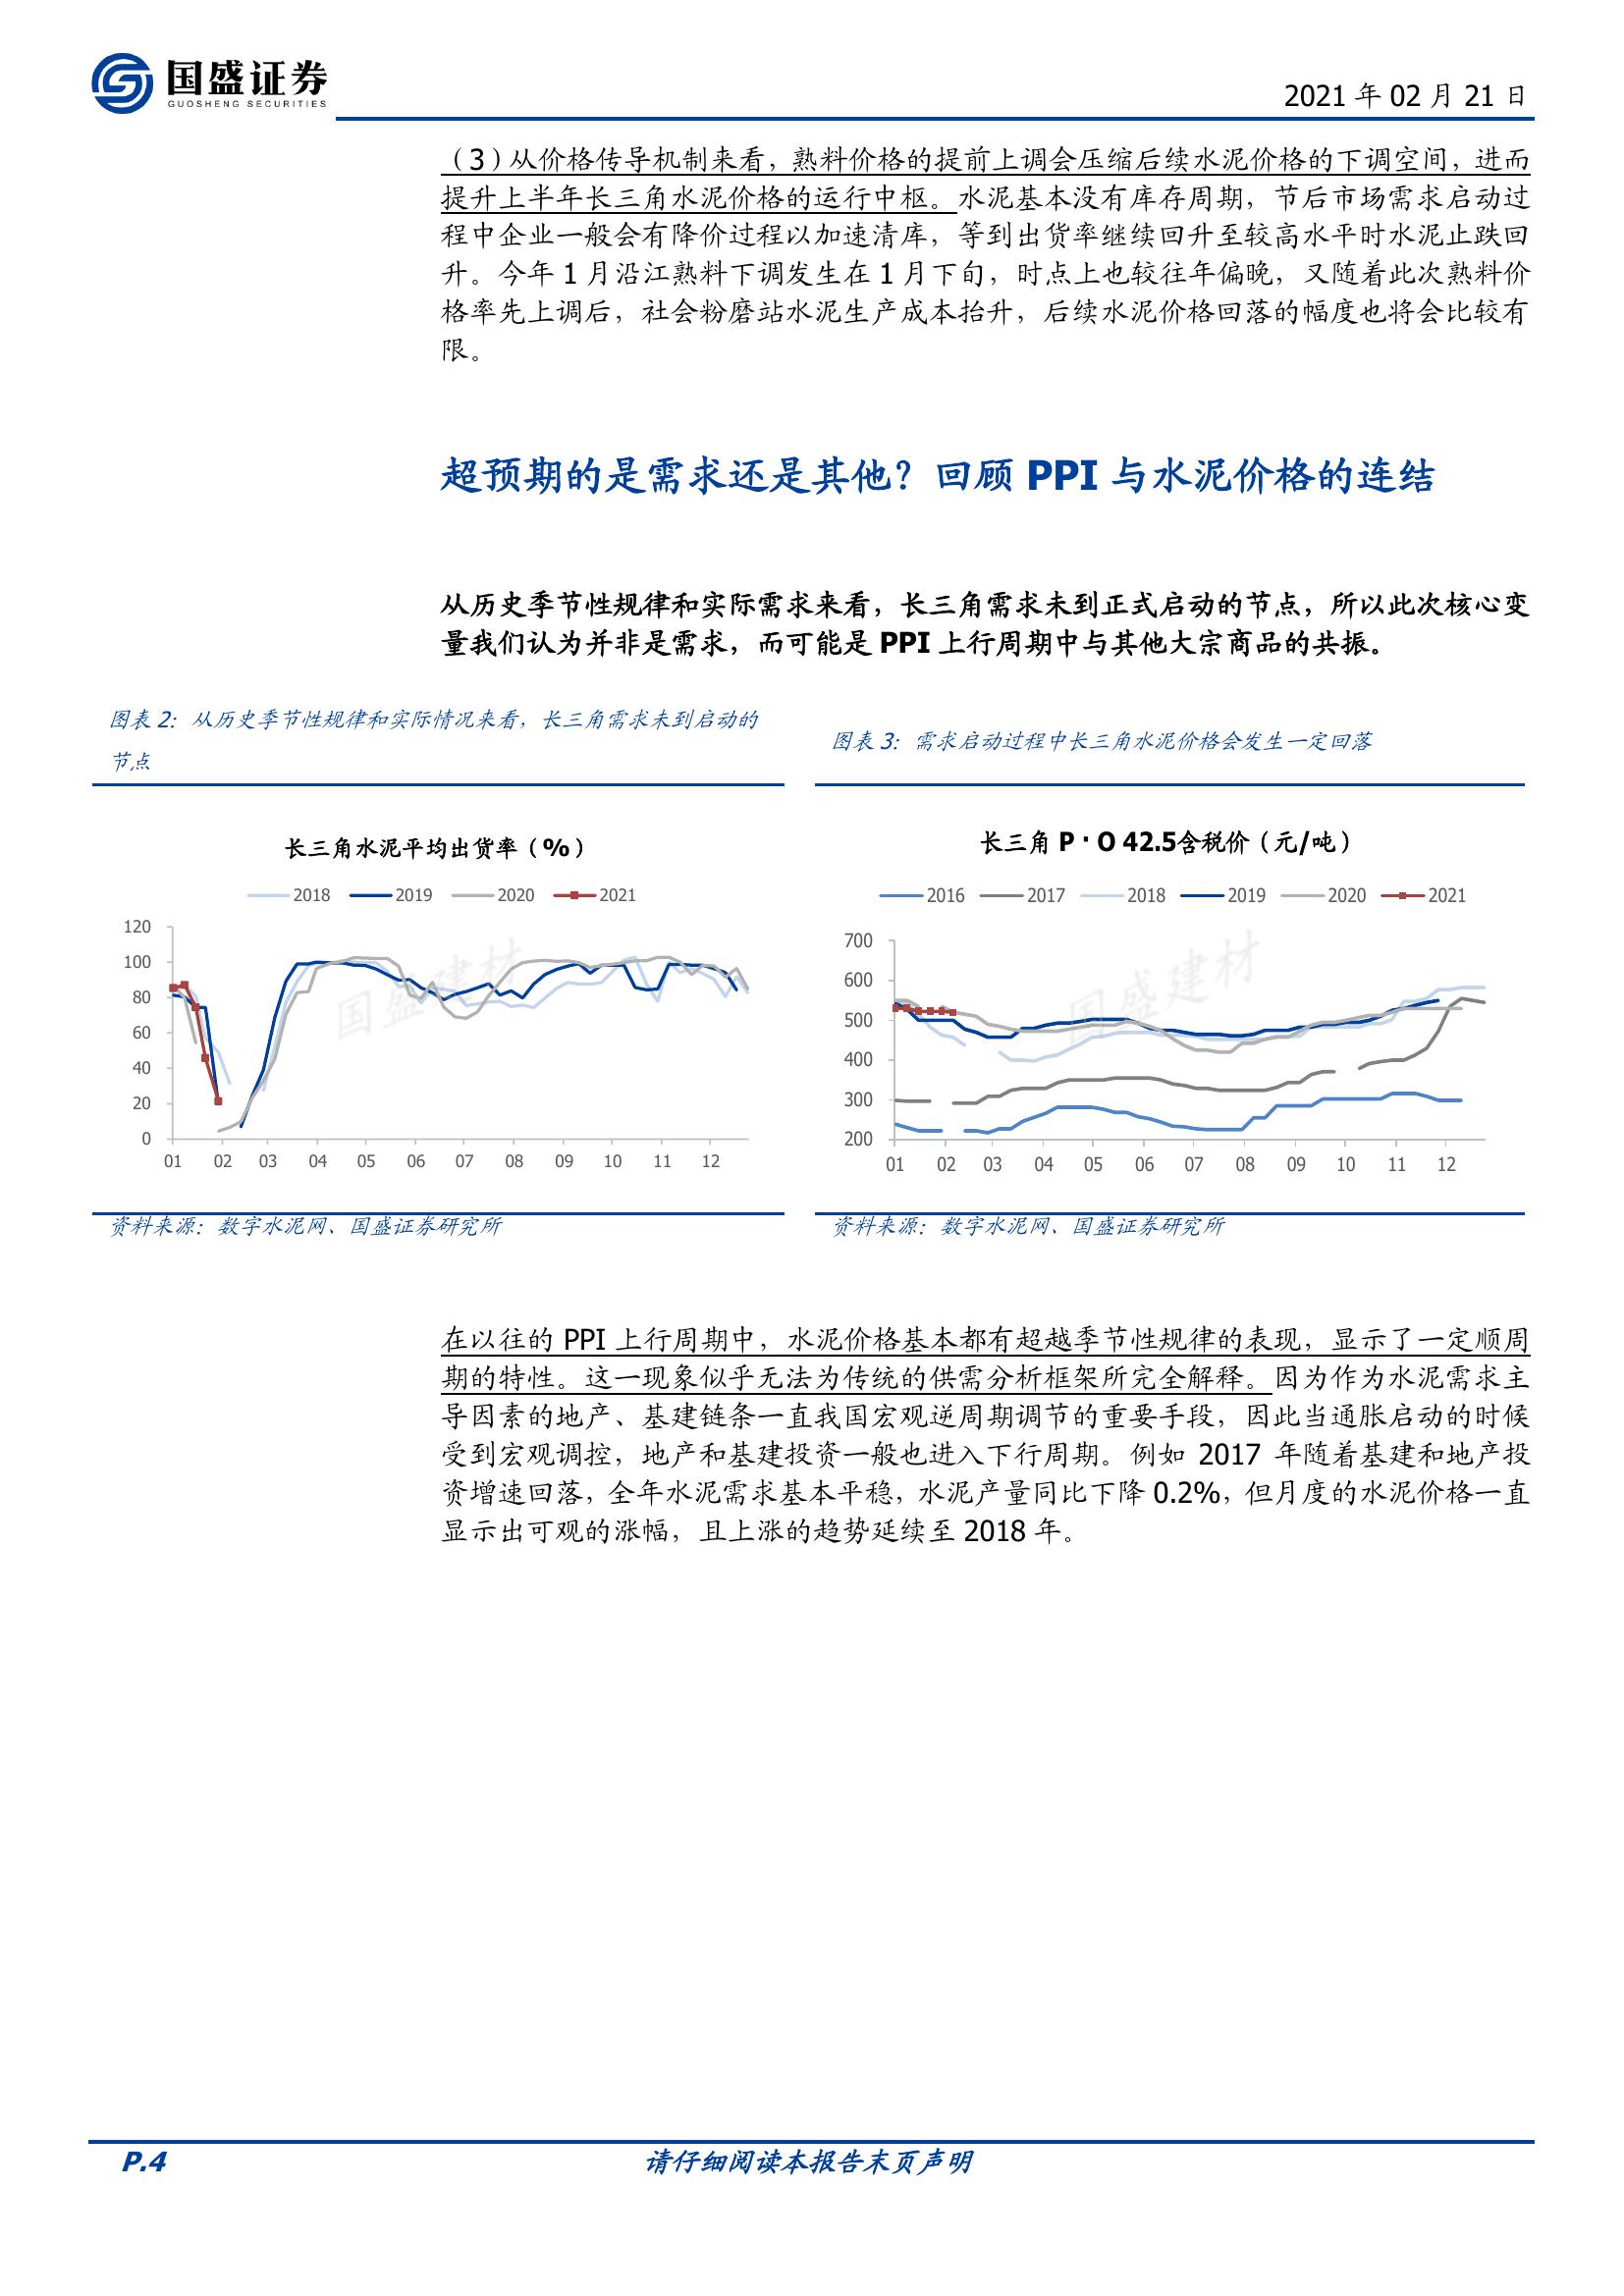 国盛证券
GUOSHENG SECURITIES
2021 年 02 月 21 日
（3）从价格传导机制来看，熟料价格的提前上调会压缩后续水泥价格的下调空间，进而
提升上半年长三角水泥价格的运行中枢。水泥基本没有库存周期，节后市场需求启动过
程中企业一般会有降价过程以加速清库，等到出货率继续回升至较高水平时水泥止跌回
升。今年 1 月沿江熟料下调发生在 1 月下旬，时点上也较往年偏晚，又随着此次熟料价
格率先上调后，社会粉磨站水泥生产成本抬升，后续水泥价格回落的幅度也将会比较有
限。
超预期的是需求还是其他？回顾 PPI 与水泥价格的连结
从历史季节性规律和实际需求来看，长三角需求未到正式启动的节点，所以此次核心变
量我们认为并非是需求，而可能是 PPI 上行周期中与其他大宗商品的共振。
图表 2：从历史季节性规律和实际情况来看，长三角需求未到启动的
节点
长三角水泥平均出货率（%）
2018 2019 2020 2021
120
100
80
60
40
20
0
01 02 03 04 05 06 07 08 09 10 11 12
国盛建材
资料来源：数字水泥网、国盛证券研究所
图表 3：需求启动过程中长三角水泥价格会发生一定回落
长三角 P·O 42.5含税价（元/吨）
2016 2017 2018 2019 2020 2021
700
600
500
400
300
200
01 02 03 04 05 06 07 08 09 10 11 12
国盛建材
资料来源：数字水泥网、国盛证券研究所
在以往的 PPI 上行周期中，水泥价格基本都有超越季节性规律的表现，显示了一定顺周
期的特性。这一现象似乎无法为传统的供需分析框架所完全解释。因为作为水泥需求主
导因素的地产、基建链条一直我国宏观逆周期调节的重要手段，因此当通胀启动的时候
受到宏观调控，地产和基建投资一般也进入下行周期。例如 2017 年随着基建和地产投
资增速回落，全年水泥需求基本平稳，水泥产量同比下降 0.2%，但月度的水泥价格一直
显示出可观的涨幅，且上涨的趋势延续至 2018 年。
P.4
请仔细阅读本报告末页声明